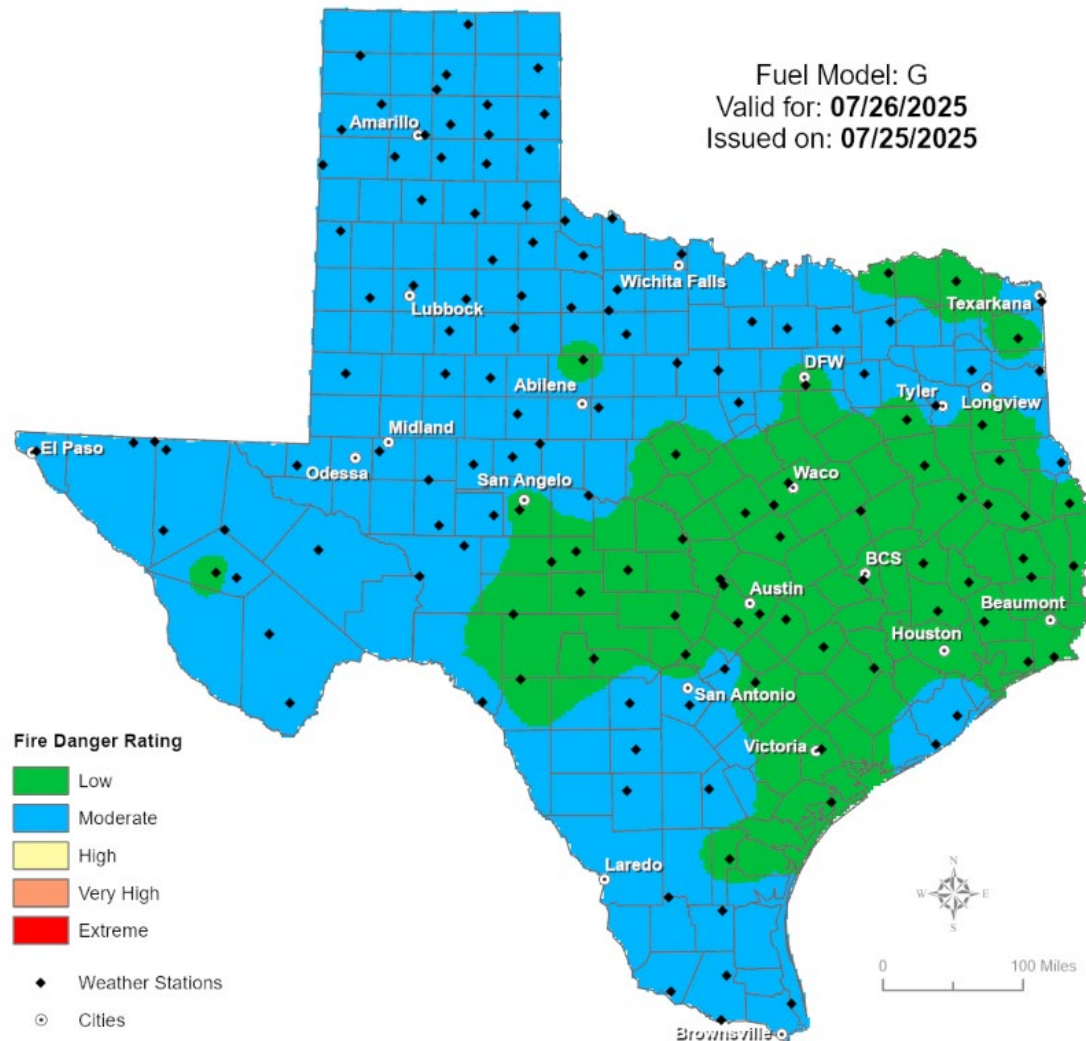 Fuel Model: G
Valid for: 07/26/2025
Issued on: 07/25/2025
Amarillo
Wichita Falls
Lubbock
Texarkana
DFW
Abilene
Tyler
Longview
Midland
El Paso
Odessa
San Angelo
Waco
BCS
Austin
Beaumont
Houston
San Antonio
Victoria
Laredo
Brownsville
Fire Danger Rating
Low
Moderate
High
Very High
Extreme
Weather Stations
Cities
N
W E
S
0 100 Miles